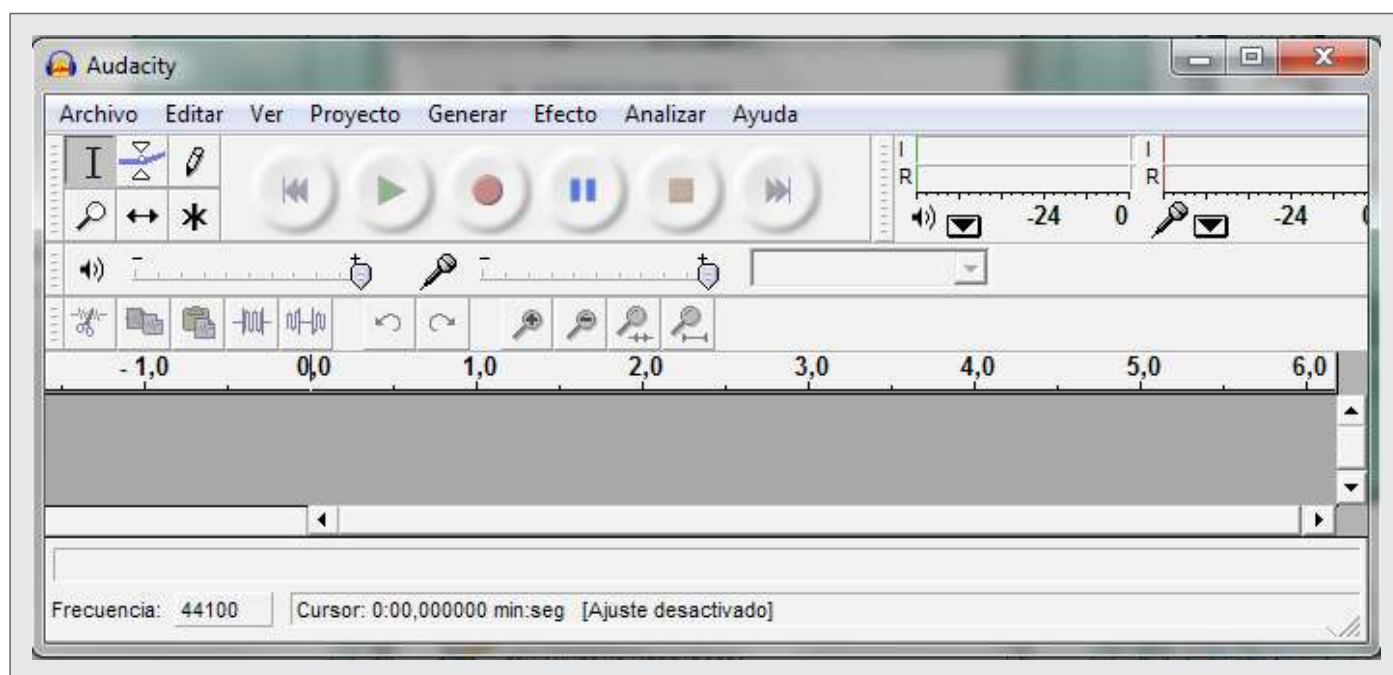 Audacity
Archivo Editar Ver Proyecto Generar Efecto Analizar Ayuda
I I
R R
-24 0 -24
- + - +
- 1,0 0,0 1,0 2,0 3,0 4,0 5,0 6,0
Frecuencia: 44100 Cursor: 0:00,000000 min:seg [Ajuste desactivado]